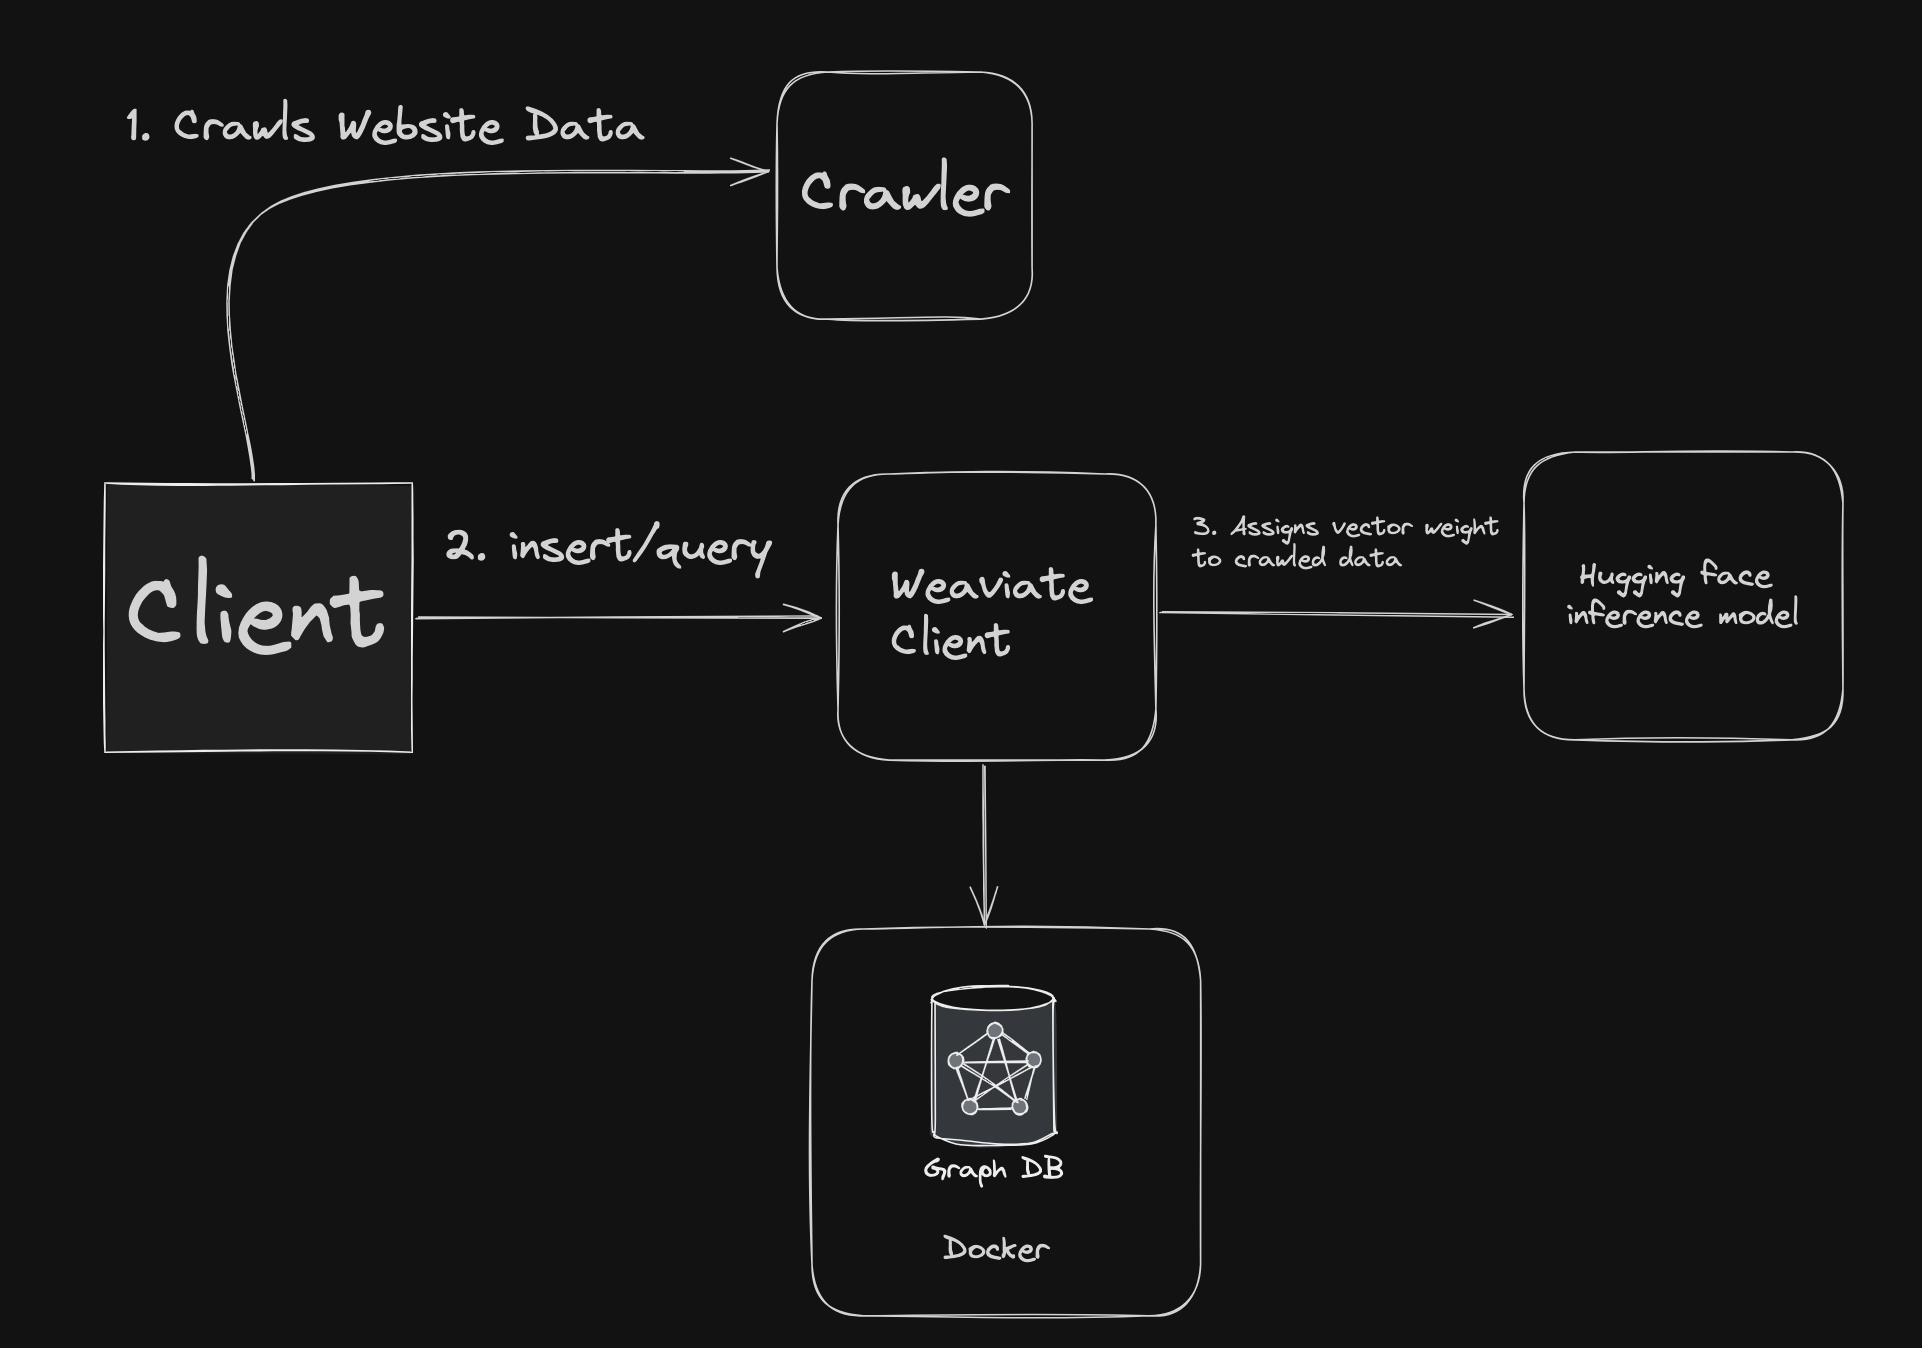 1. Crawls Website Data
Crawler
Client
2. insert/query
Weaviate
Client
3. Assigns vector weight
to crawled data
Hugging face
inference model
Graph DB
Docker